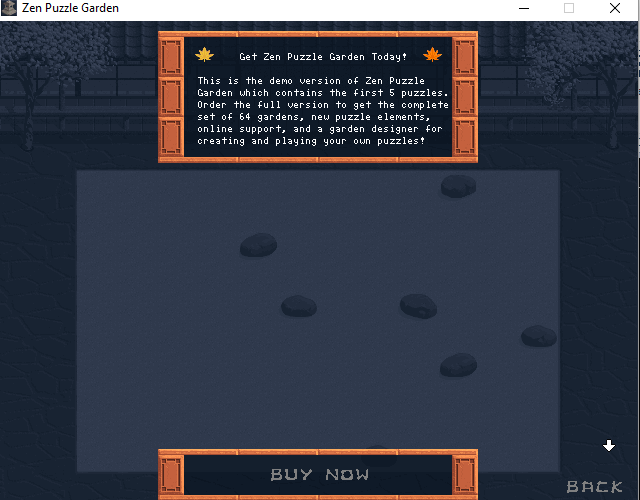 Zen Puzzle Garden
Get Zen Puzzle Garden Today!
This is the demo version of Zen Puzzle
Garden which contains the first 5 puzzles.
Order the full version to get the complete
set of 64 gardens, new puzzle elements,
online support, and a garden designer for
creating and playing your own puzzles!
BUY NOW
BACK